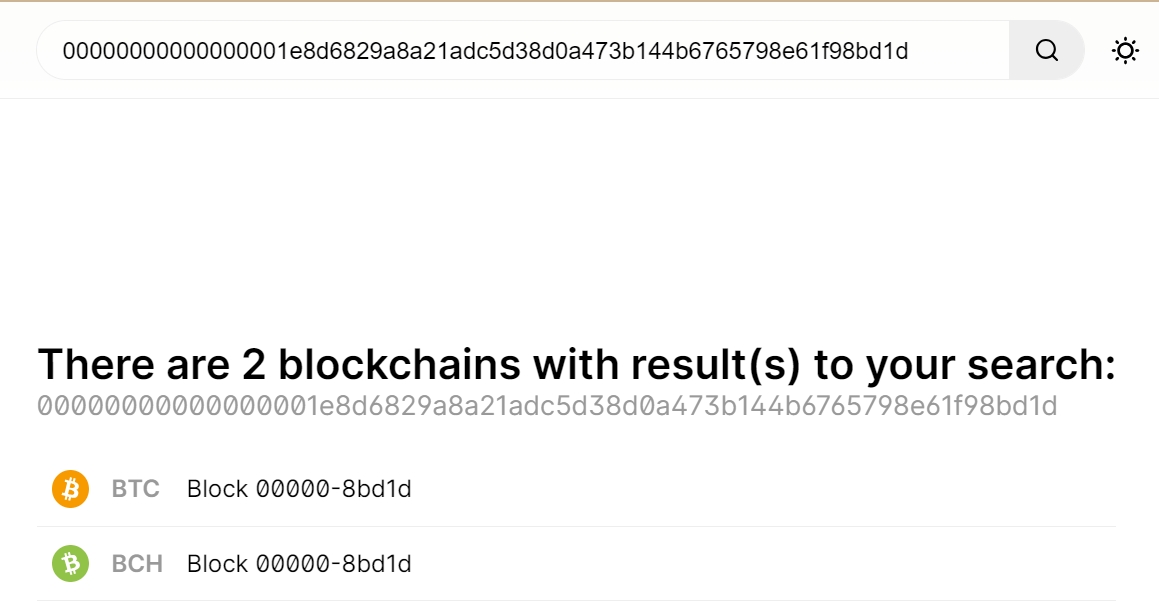 00000000000000001e8d6829a8a21adc5d38d0a473b144b6765798e61f98bd1d
There are 2 blockchains with result(s) to your search:
00000000000000001e8d6829a8a21adc5d38d0a473b144b6765798e61f98bd1d
BTC Block 00000-8bd1d
BCH Block 00000-8bd1d